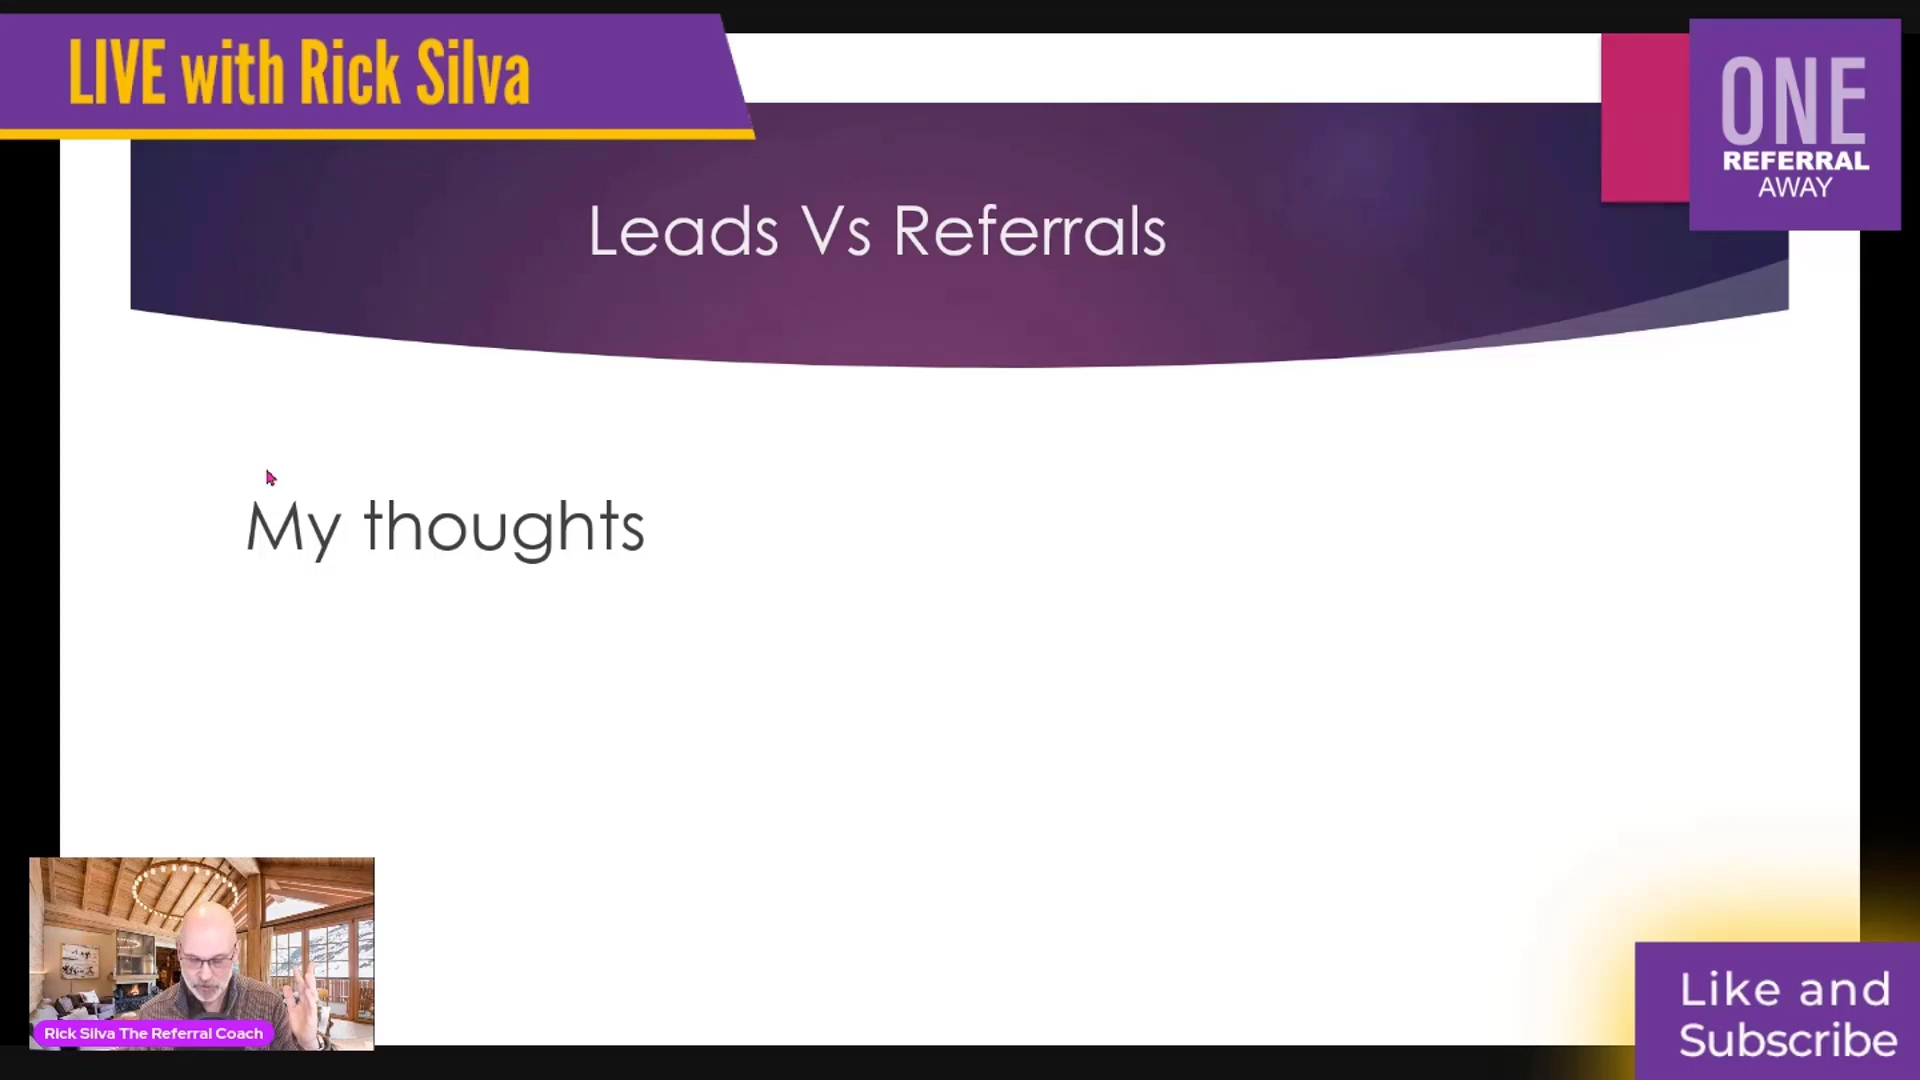 LIVE with Rick Silva
ONE
REFERRAL
AWAY
Leads Vs Referrals
My thoughts
Rick Silva The Referral Coach
Like and
Subscribe